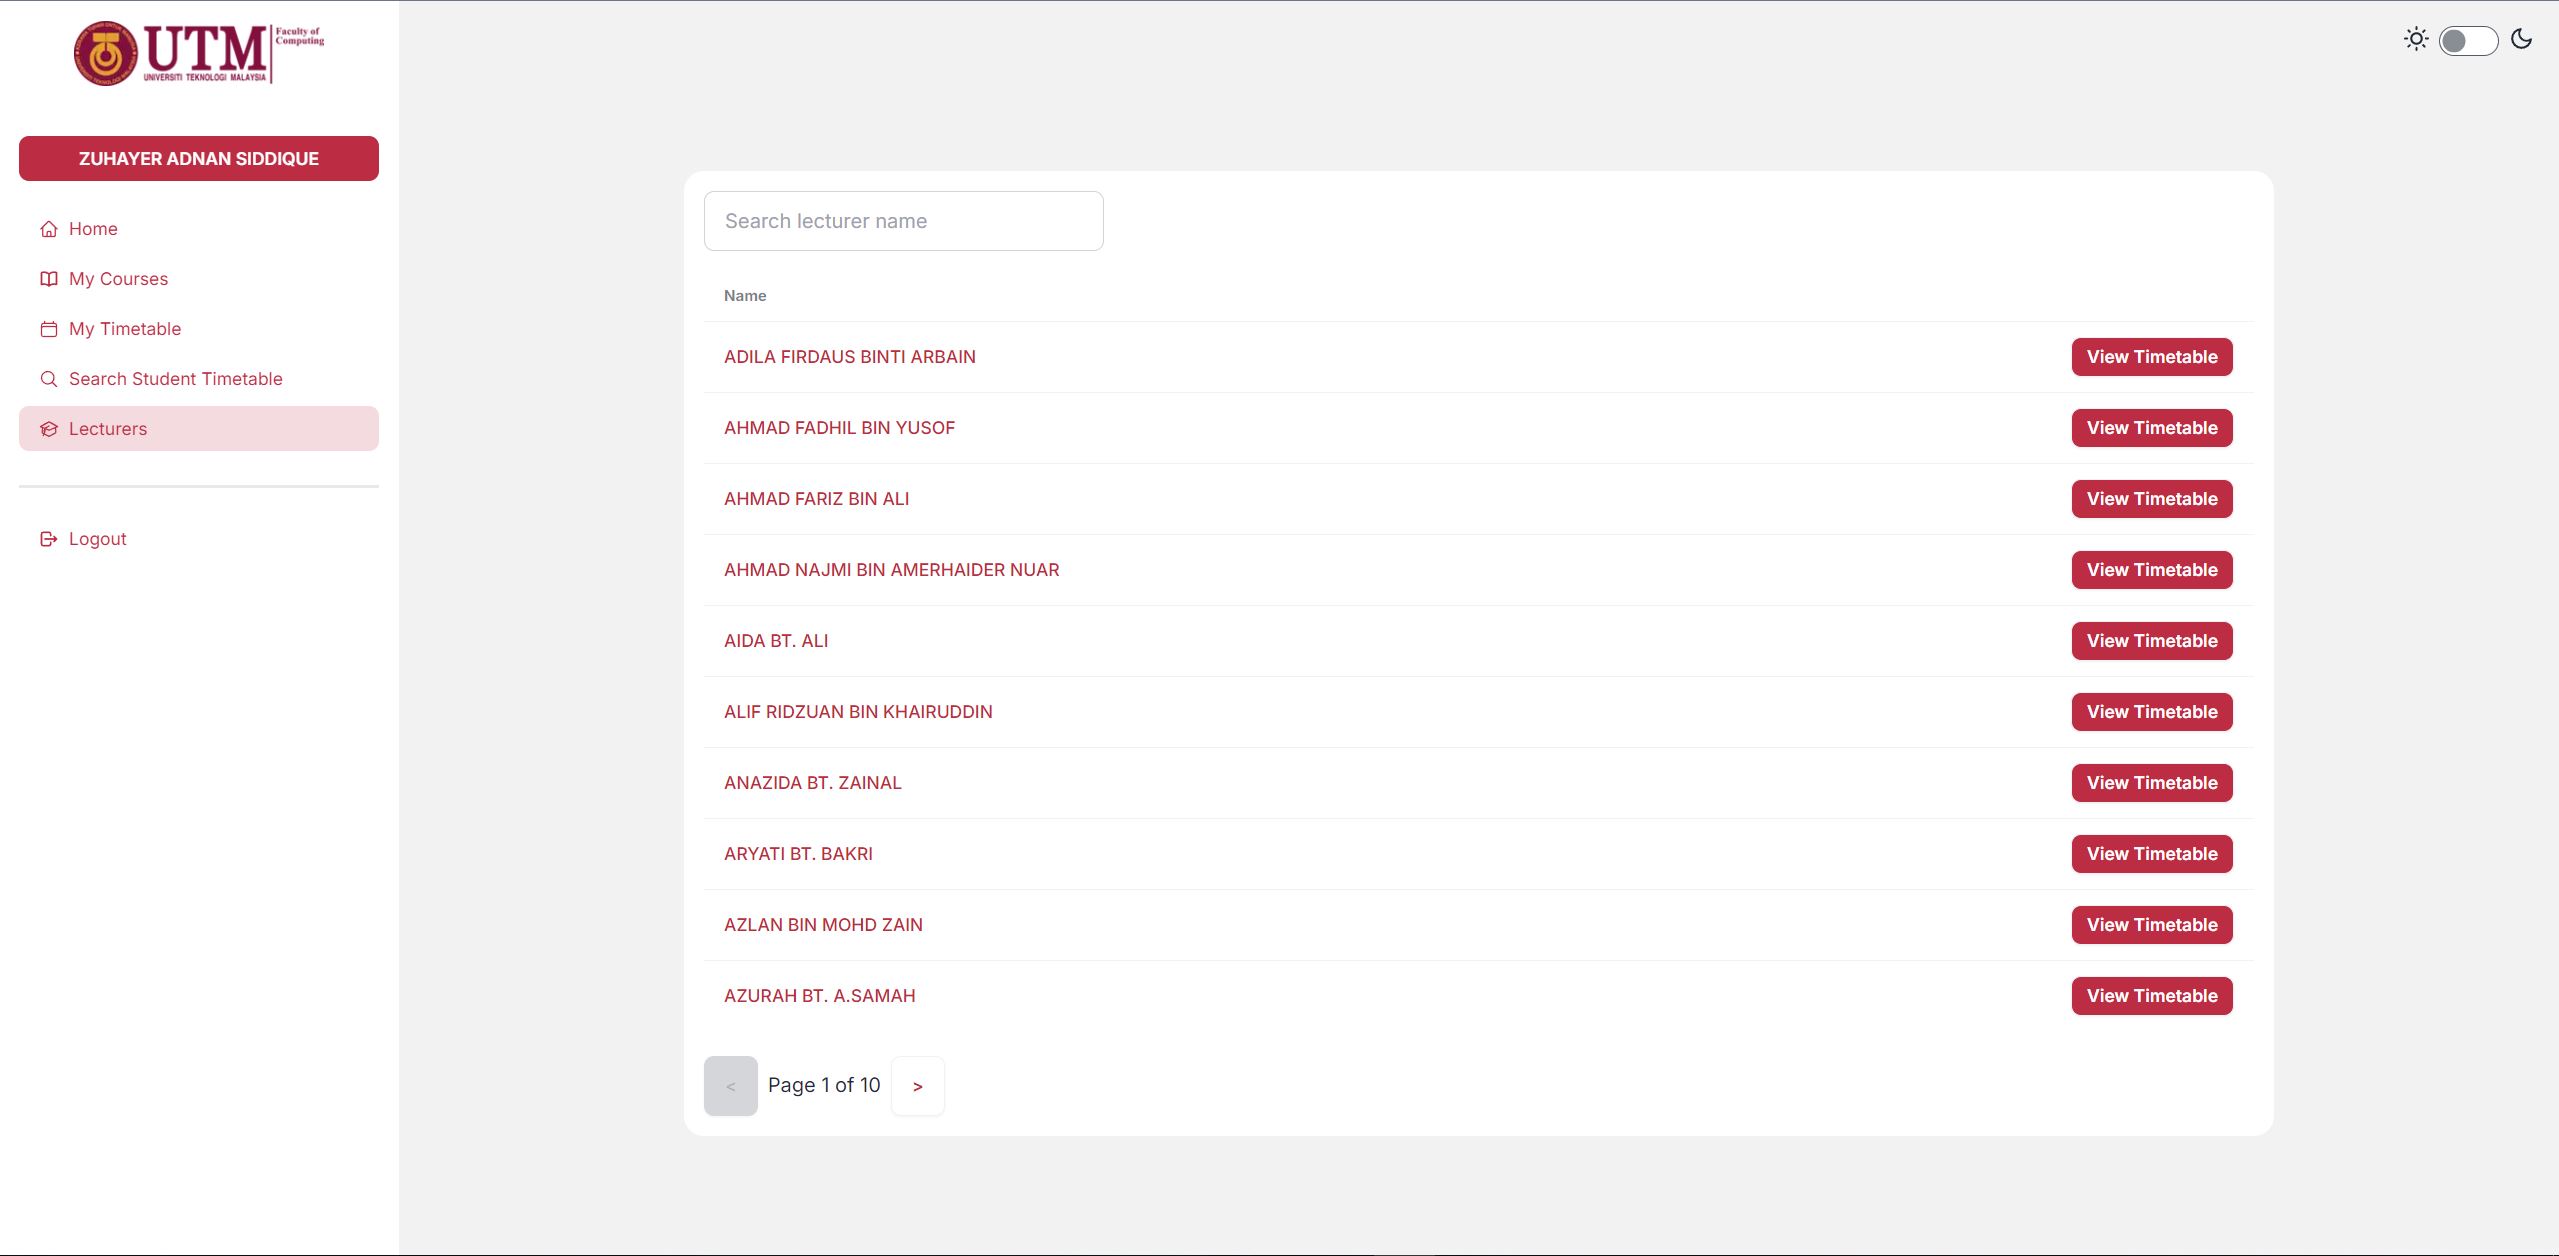 UTM
UNIVERSITI TEKNOLOGI MALAYSIA
Faculty of
Computing
ZUHAYER ADNAN SIDDIQUE
Home
My Courses
My Timetable
Search Student Timetable
Lecturers
Logout
Search lecturer name
Name
ADILA FIRDAUS BINTI ARBAIN View Timetable
AHMAD FADHIL BIN YUSOF View Timetable
AHMAD FARIZ BIN ALI View Timetable
AHMAD NAJMI BIN AMERHAIDER NUAR View Timetable
AIDA BT. ALI View Timetable
ALIF RIDZUAN BIN KHAIRUDDIN View Timetable
ANAZIDA BT. ZAINAL View Timetable
ARYATI BT. BAKRI View Timetable
AZLAN BIN MOHD ZAIN View Timetable
AZURAH BT. A.SAMAH View Timetable
< Page 1 of 10 >